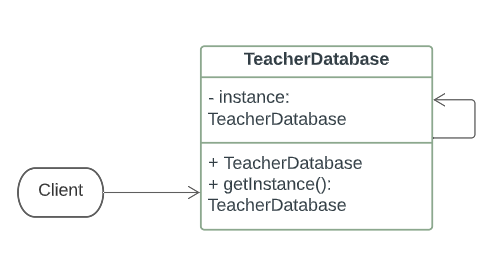 TeacherDatabase
- instance:
TeacherDatabase
+ TeacherDatabase
+ getInstance():
TeacherDatabase
Client